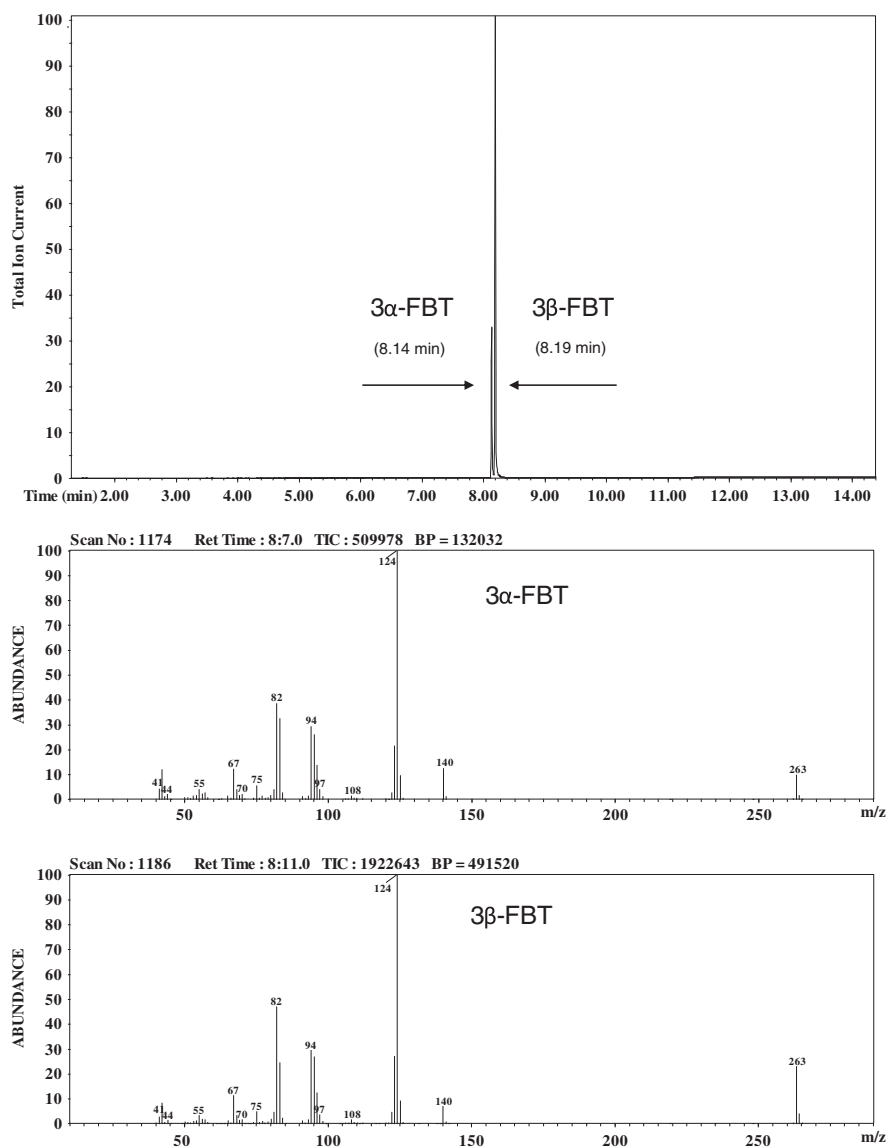 100
90
80
70
60
50
40
30
20
10
0
Total Ion Current
3α-FBT
(8.14 min)
3β-FBT
(8.19 min)
Time (min) 2.00 3.00 4.00 5.00 6.00 7.00 8.00 9.00 10.00 11.00 12.00 13.00 14.00
Scan No : 1174 Ret Time : 8:7.0 TIC : 509978 BP = 132032
100
90
80
70
60
50
40
30
20
10
0
ABUNDANCE
3α-FBT
41 44 55 67 70 75 82 94 97 108 124 140 263
50 100 150 200 250 m/z
Scan No : 1186 Ret Time : 8:11.0 TIC : 1922643 BP = 491520
100
90
80
70
60
50
40
30
20
10
0
ABUNDANCE
3β-FBT
41 44 55 67 70 75 82 94 97 108 124 140 263
50 100 150 200 250 m/z